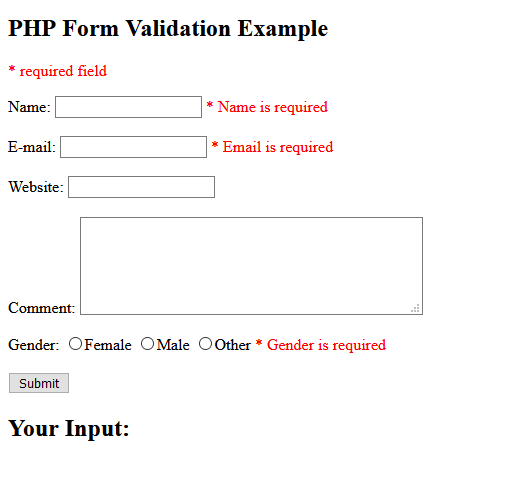 PHP Form Validation Example
* required field
Name: * Name is required
E-mail: * Email is required
Website:
Comment:
Gender: Female Male Other * Gender is required
Submit
Your Input: